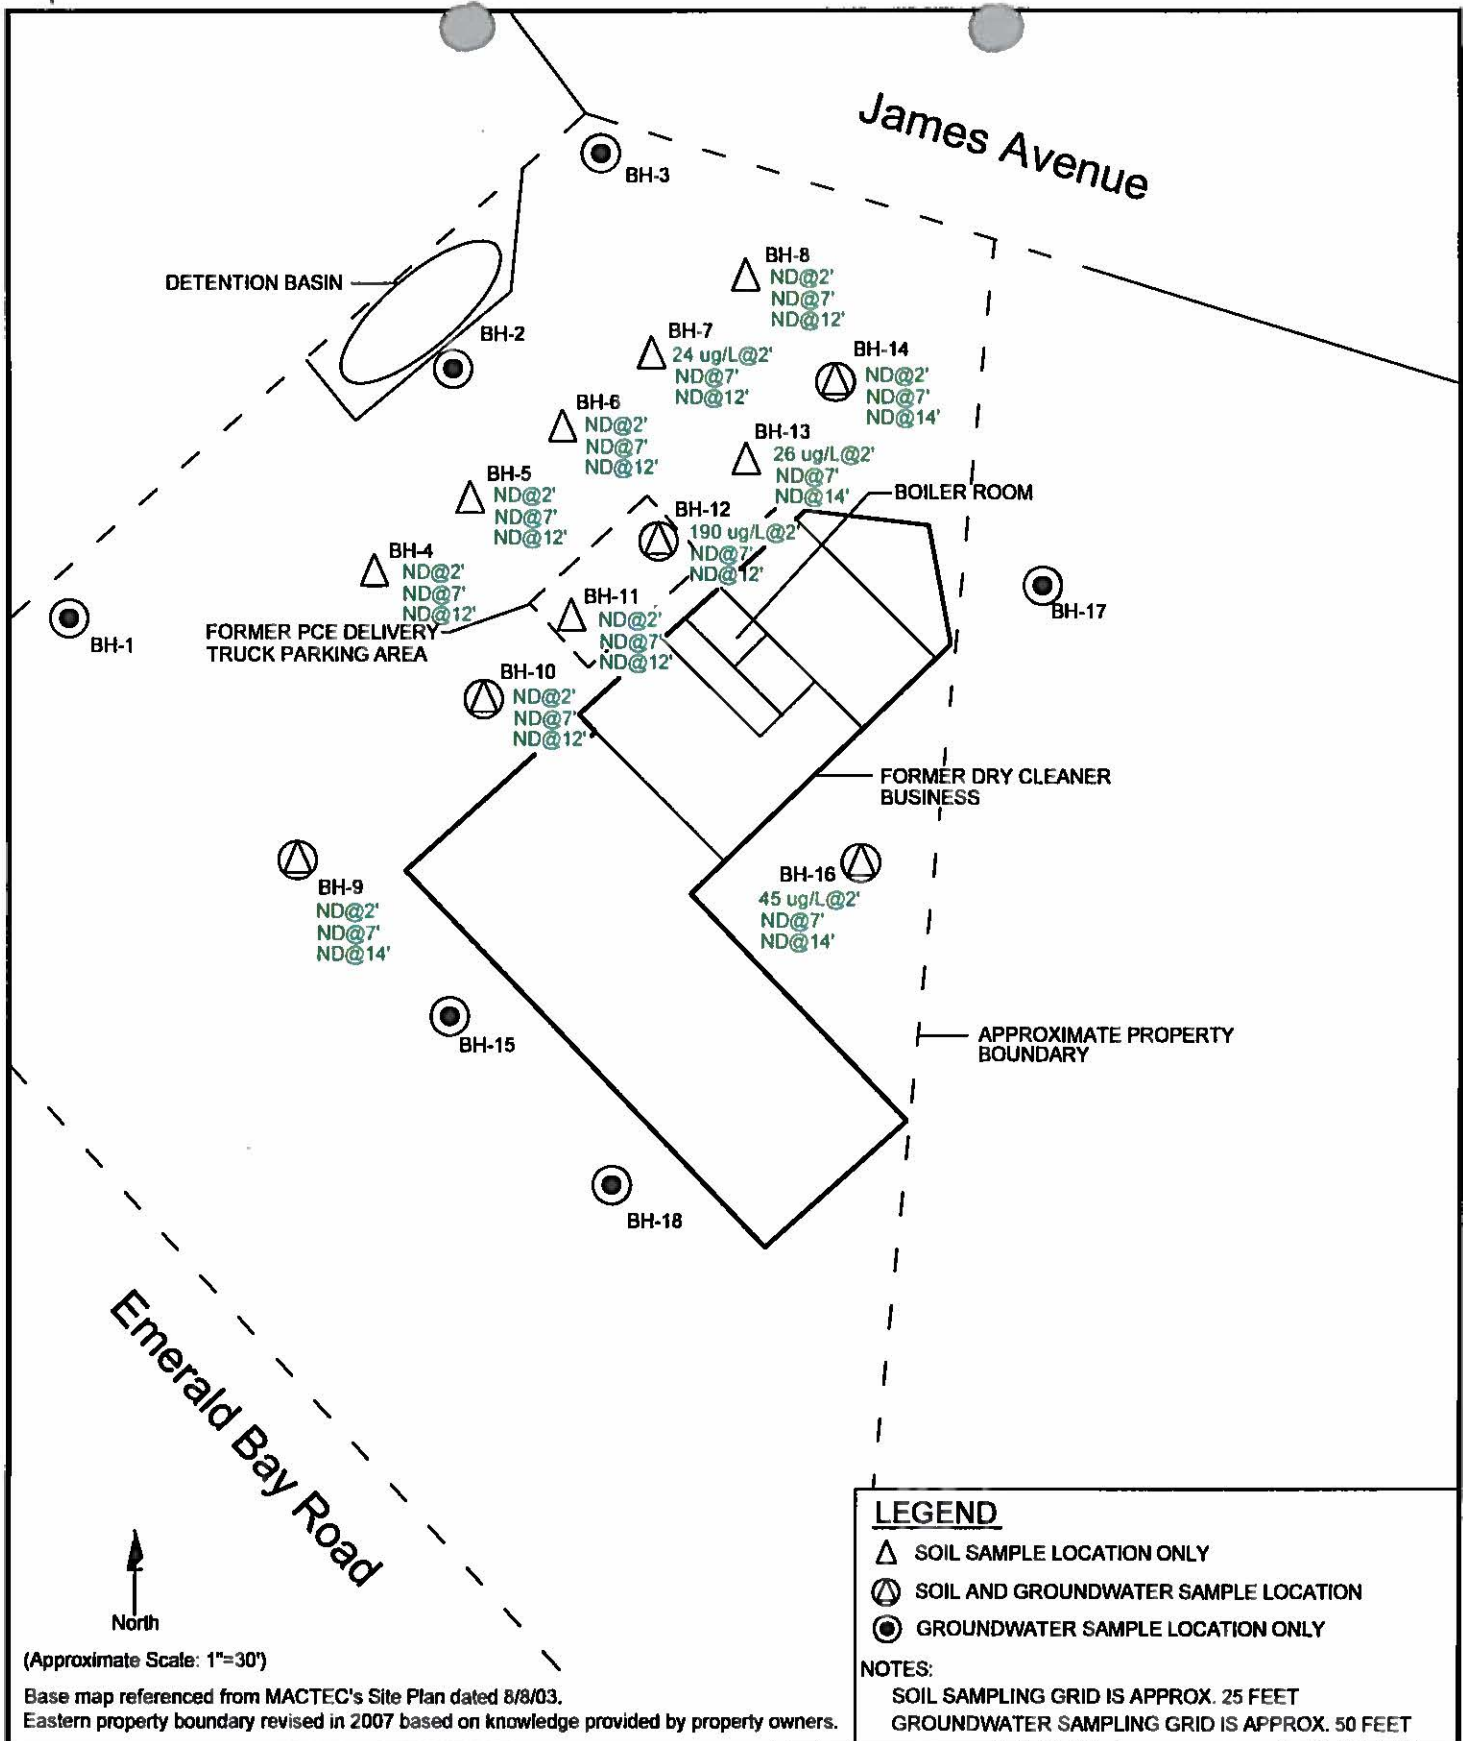 James Avenue
BH-3
DETENTION BASIN
BH-2
BH-8
ND@2'
ND@7'
ND@12'
BH-7
24 ug/L@2'
ND@7'
ND@12'
BH-14
ND@2'
ND@7'
ND@14'
BH-6
ND@2'
ND@7'
ND@12'
BH-13
26 ug/L@2'
ND@7'
ND@14'
BH-5
ND@2'
ND@7'
ND@12'
BOILER ROOM
BH-12
190 ug/L@2'
ND@7'
ND@12'
BH-4
ND@2'
ND@7'
ND@12'
BH-11
ND@2'
ND@7'
ND@12'
BH-17
BH-1
FORMER PCE DELIVERY
TRUCK PARKING AREA
BH-10
ND@2'
ND@7'
ND@12'
FORMER DRY CLEANER
BUSINESS
BH-9
ND@2'
ND@7'
ND@14'
BH-16
45 ug/L@2'
ND@7'
ND@14'
BH-15
APPROXIMATE PROPERTY
BOUNDARY
BH-18
Emerald Bay Road
North
(Approximate Scale: 1"=30')
Base map referenced from MACTEC's Site Plan dated 8/8/03.
Eastern property boundary revised in 2007 based on knowledge provided by property owners.
LEGEND
SOIL SAMPLE LOCATION ONLY
SOIL AND GROUNDWATER SAMPLE LOCATION
GROUNDWATER SAMPLE LOCATION ONLY
NOTES:
SOIL SAMPLING GRID IS APPROX. 25 FEET
GROUNDWATER SAMPLING GRID IS APPROX. 50 FEET